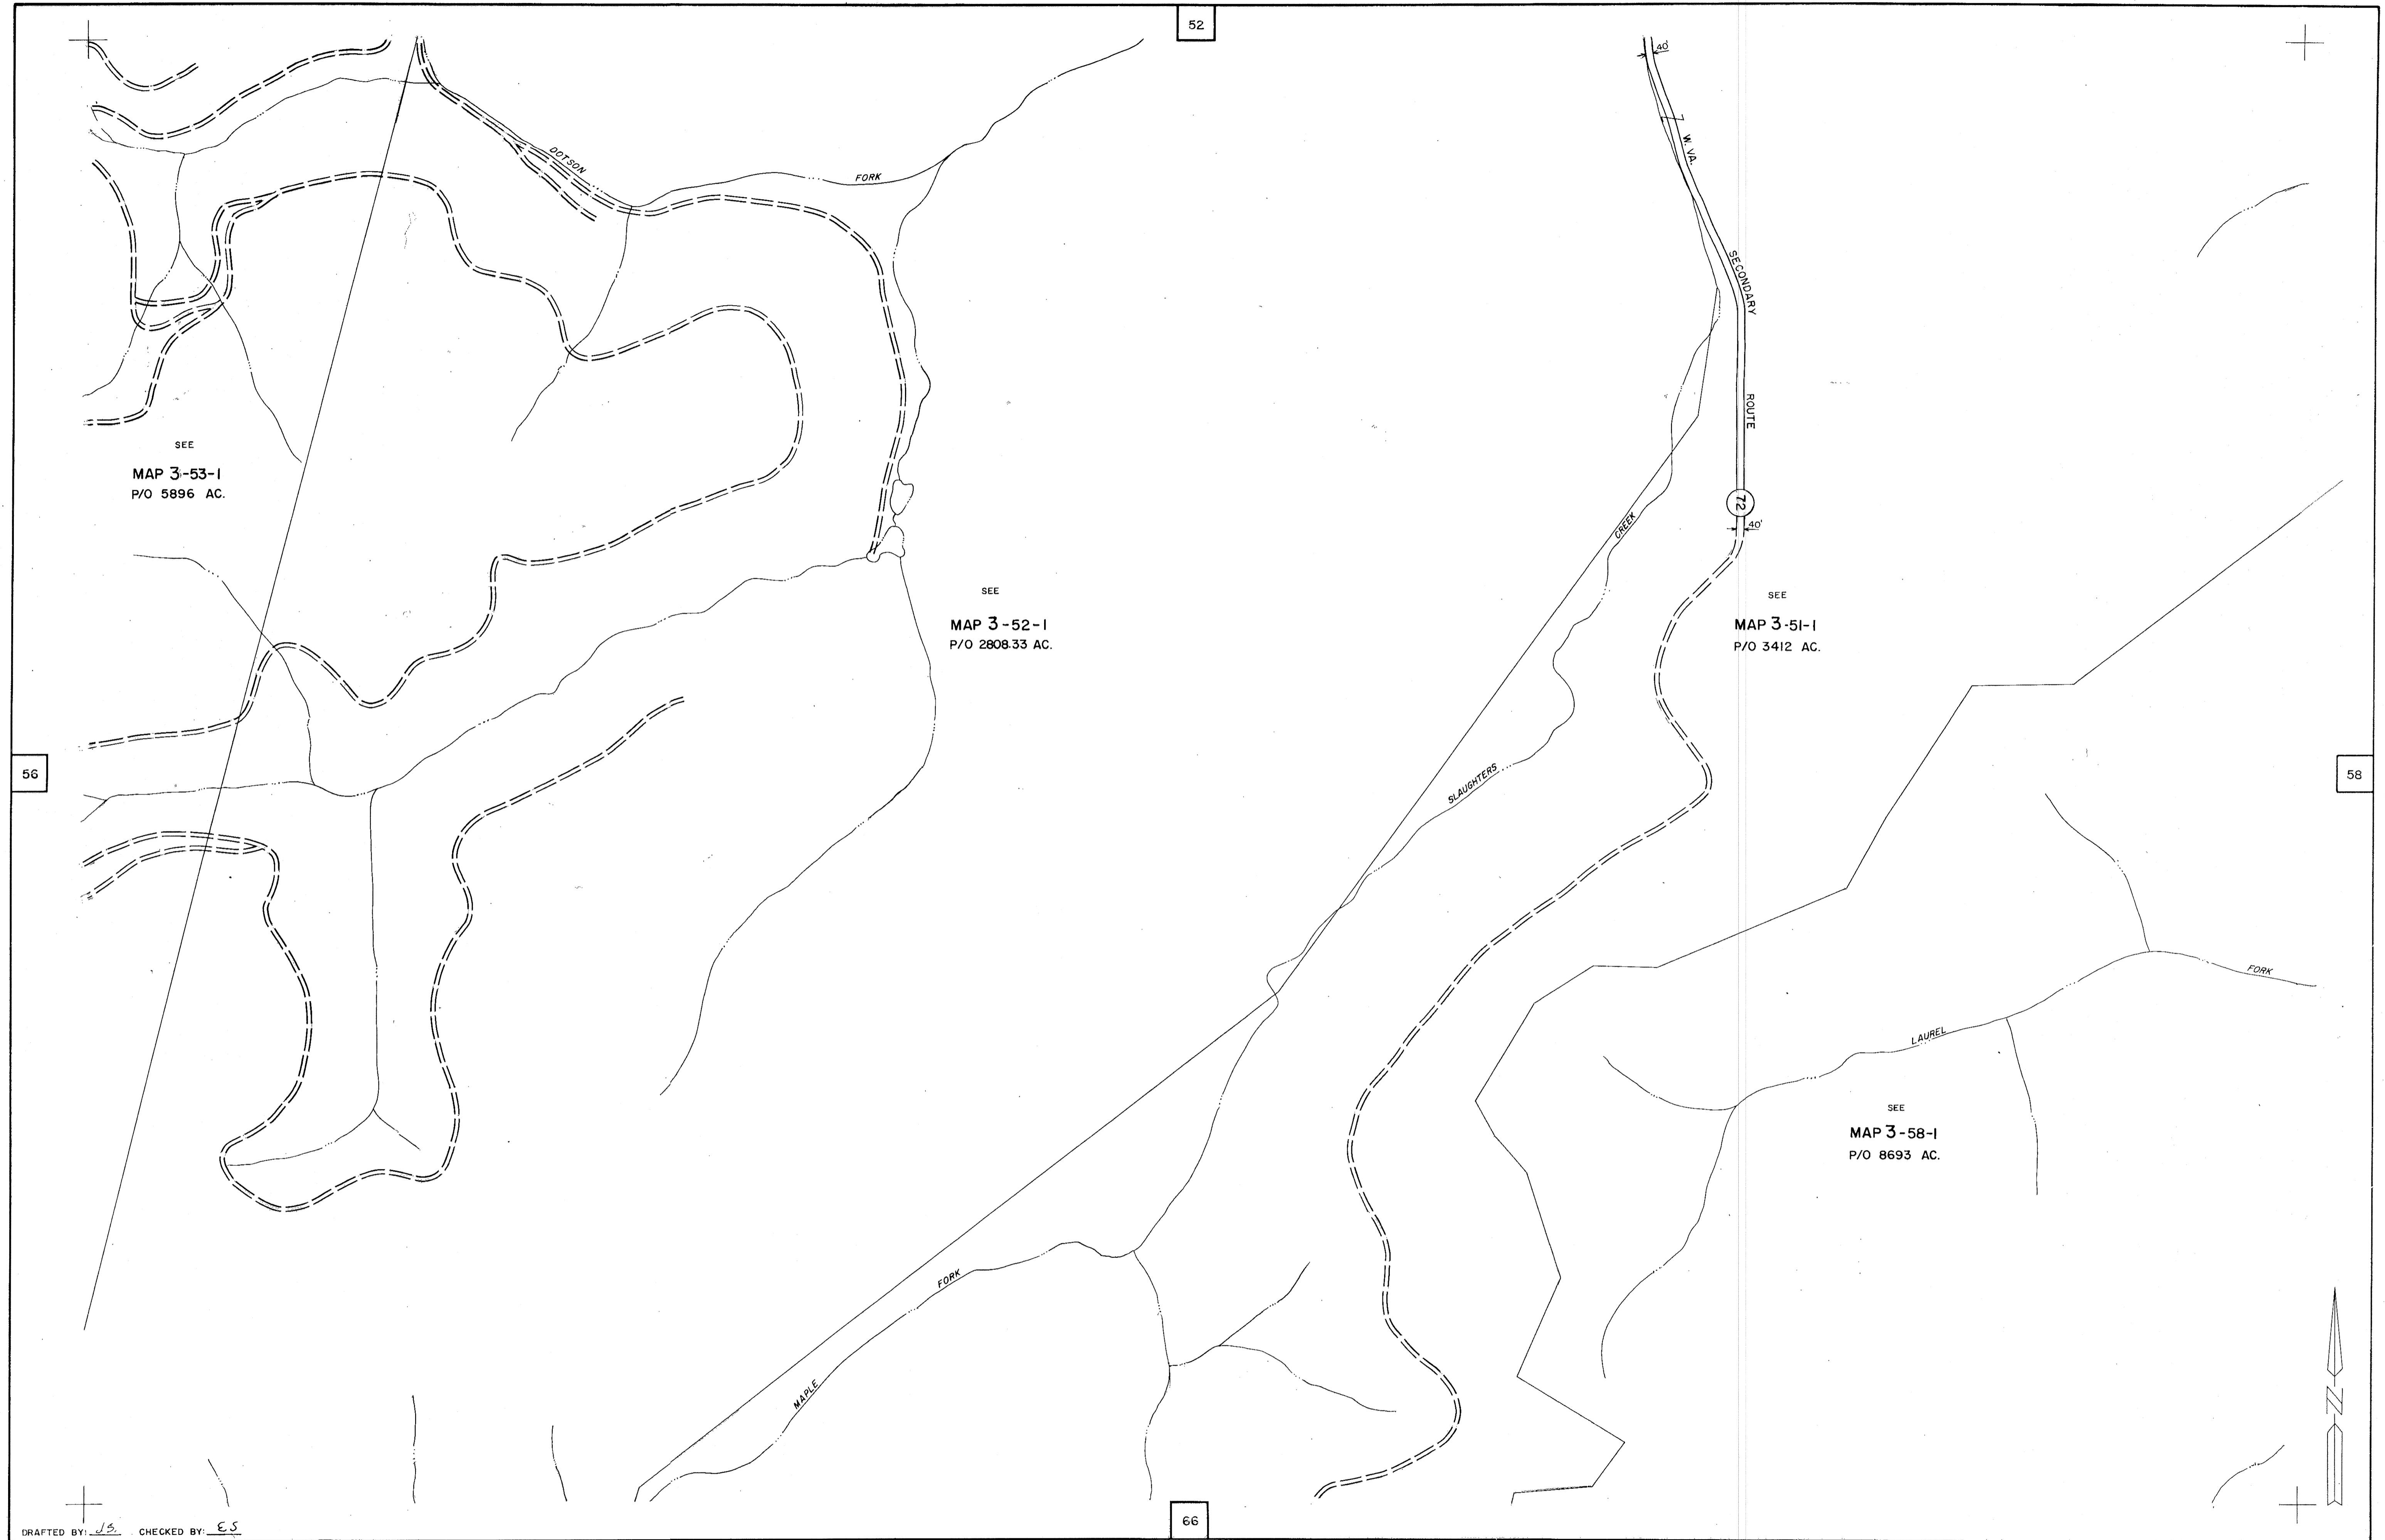 52
40'
W. VA.
SECONDARY
ROUTE
72
40'
DOTSON
FORK
SEE
MAP 3-53-1
P/O 5896 AC.
SEE
MAP 3-52-1
P/O 2808.33 AC.
CREEK
SEE
MAP 3-51-1
P/O 3412 AC.
56
58
SLAUGHTERS
FORK
LAUREL
SEE
MAP 3-58-1
P/O 8693 AC.
FORK
MAPLE
N
66
DRAFTED BY: J.S. CHECKED BY: ES